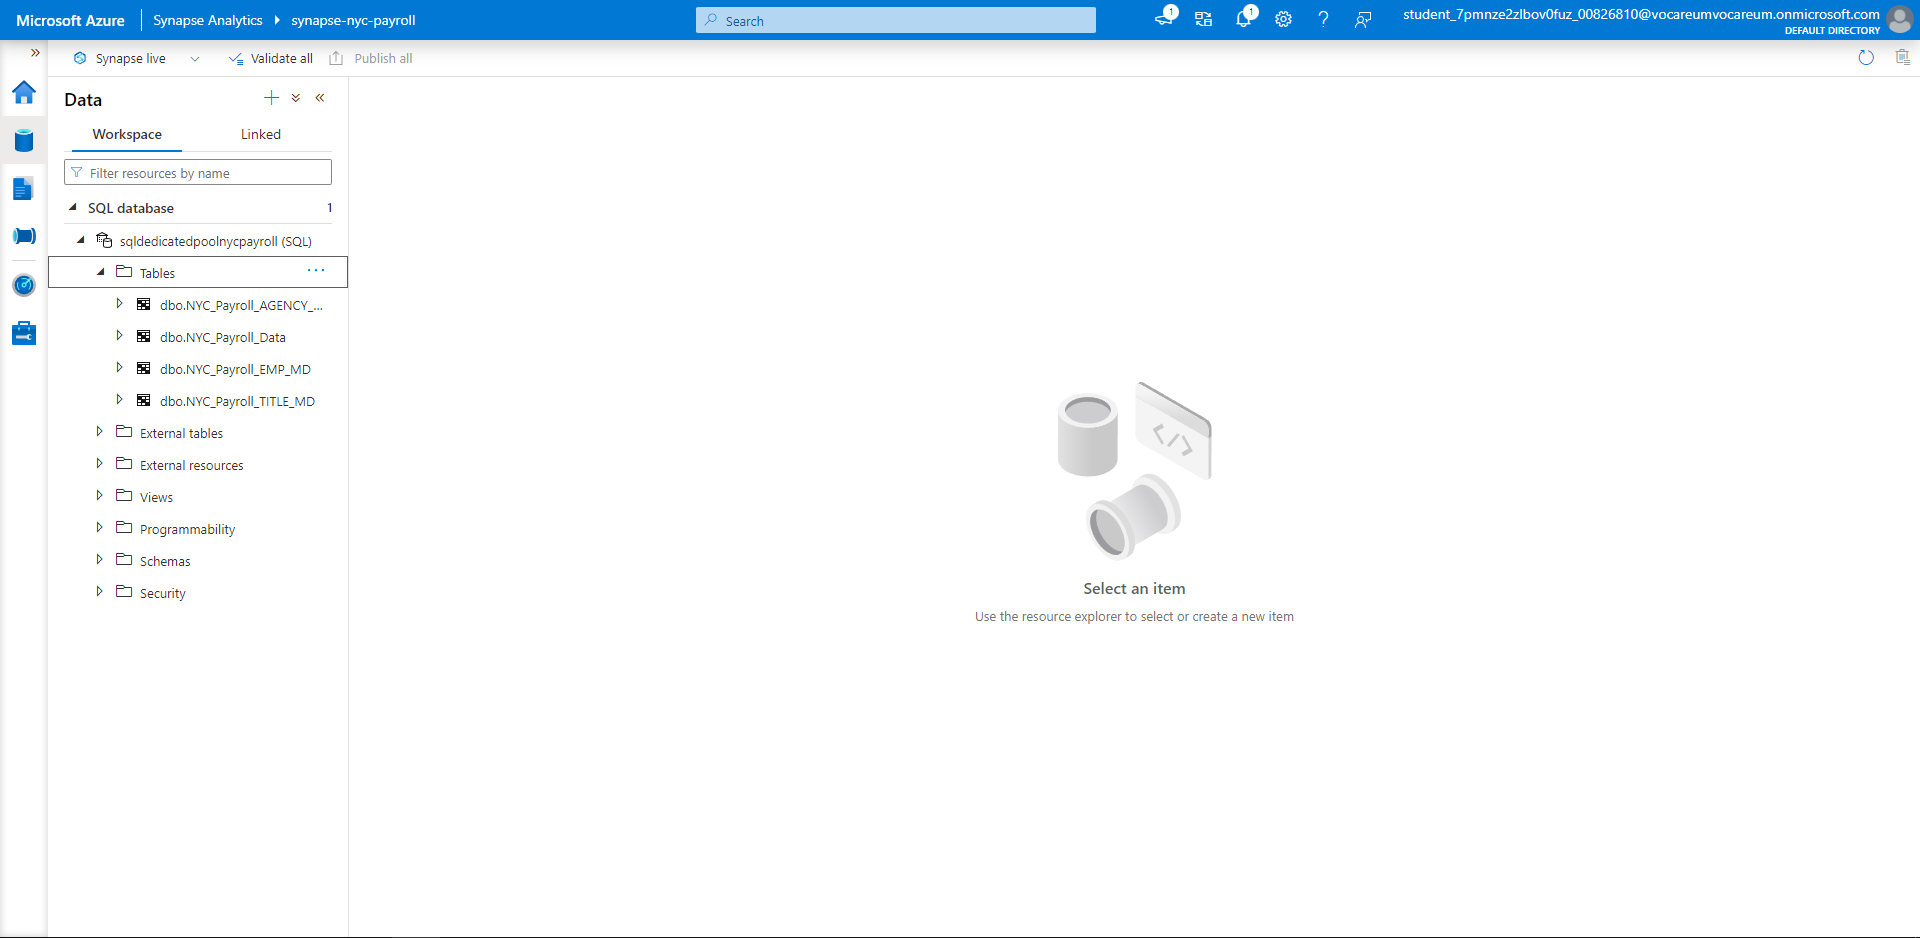 Microsoft Azure
Synapse Analytics
synapse-nyc-payroll
Search
1
1
student_7pmnze2zlbov0fuz_00826810@vocareumvocareum.onmicrosoft.com
DEFAULT DIRECTORY
Synapse live
Validate all
Publish all
Data
Workspace
Linked
Filter resources by name
SQL database 1
sqldedicatedpoolnycpayroll (SQL)
Tables
dbo.NYC_Payroll_AGENCY_...
dbo.NYC_Payroll_Data
dbo.NYC_Payroll_EMP_MD
dbo.NYC_Payroll_TITLE_MD
External tables
External resources
Views
Programmability
Schemas
Security
Select an item
Use the resource explorer to select or create a new item